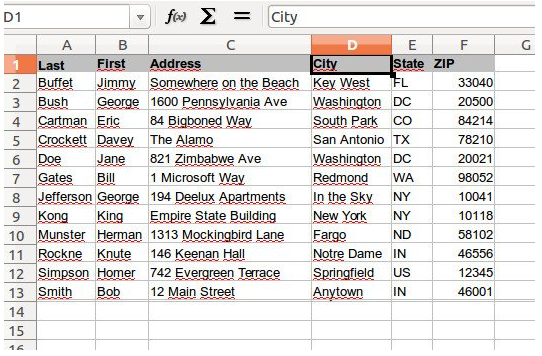 D1 f(x) Σ = City
A B C D E F G
1 Last First Address City State ZIP
2 Buffet Jimmy Somewhere on the Beach Key West FL 33040
3 Bush George 1600 Pennsylvania Ave Washington DC 20500
4 Cartman Eric 84 Bigboned Way South Park CO 84214
5 Crockett Davey The Alamo San Antonio TX 78210
6 Doe Jane 821 Zimbabwe Ave Washington DC 20021
7 Gates Bill 1 Microsoft Way Redmond WA 98052
8 Jefferson George 194 Deelux Apartments In the Sky NY 10041
9 Kong King Empire State Building New York NY 10118
10 Munster Herman 1313 Mockingbird Lane Fargo ND 58102
11 Rockne Knute 146 Keenan Hall Notre Dame IN 46556
12 Simpson Homer 742 Evergreen Terrace Springfield US 12345
13 Smith Bob 12 Main Street Anytown IN 46001
14
15
16